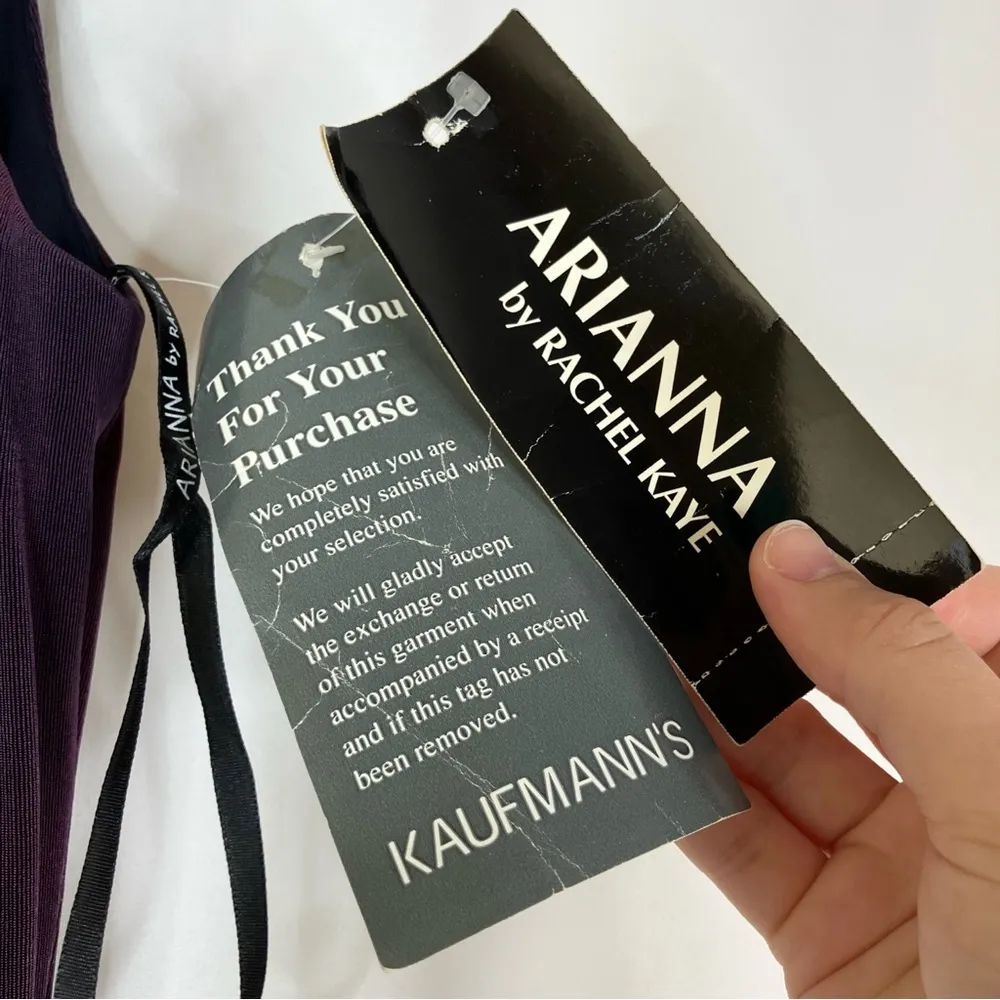 ARIANNA
by RACHEL KAYE
Thank You
For Your
Purchase
We hope that you are
completely satisfied with
your selection.
We will gladly accept
the exchange or return
of this garment when
accompanied by a receipt
and if this tag has not
been removed.
KAUFMANN'S
ARIANNA by